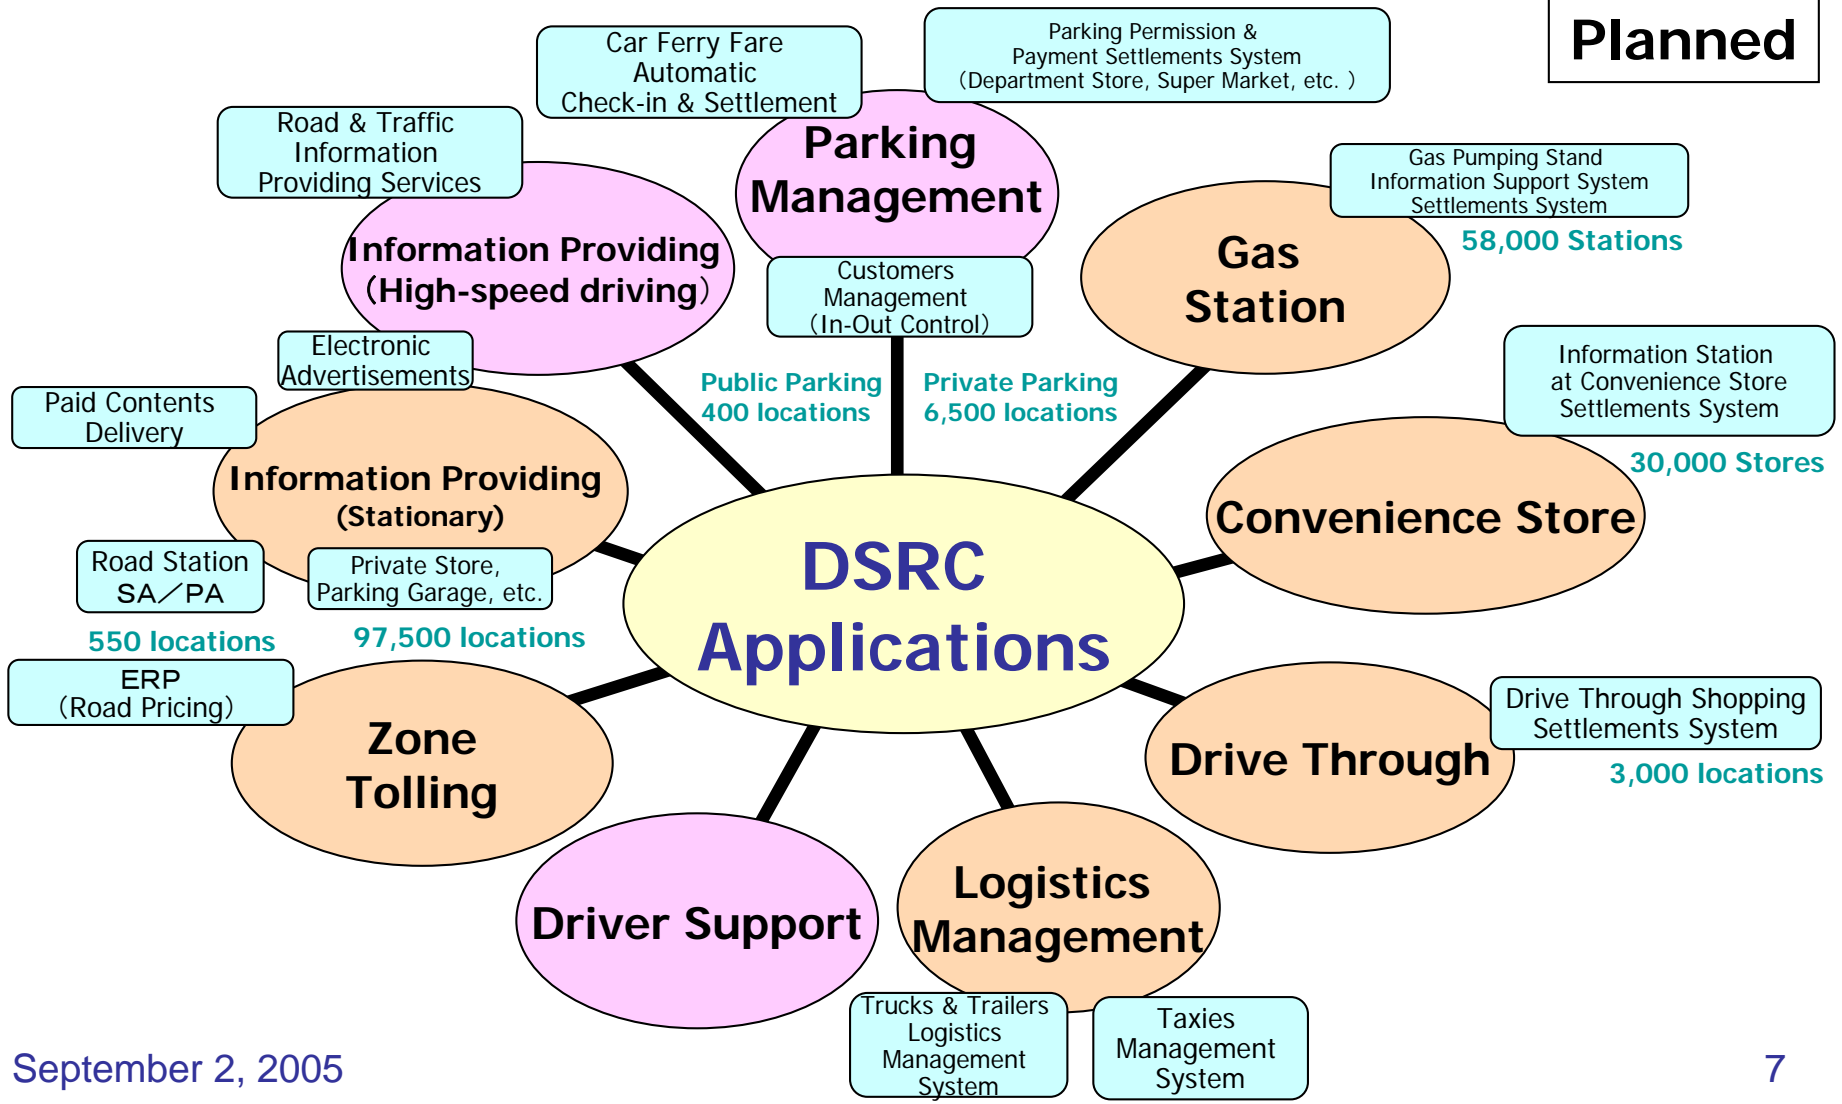 Planned
Car Ferry Fare
Automatic
Check-in & Settlement
Parking Permission &
Payment Settlements System
（Department Store, Super Market, etc. ）
Road & Traffic
Information
Providing Services
Parking
Management
Gas Pumping Stand
Information Support System
Settlements System
58,000 Stations
Information Providing
（High-speed driving）
Customers
Management
（In-Out Control）
Gas
Station
Electronic
Advertisements
Public Parking
400 locations
Private Parking
6,500 locations
Information Station
at Convenience Store
Settlements System
30,000 Stores
Paid Contents
Delivery
Information Providing
(Stationary)
Convenience Store
Road Station
SA／PA
550 locations
Private Store,
Parking Garage, etc.
97,500 locations
DSRC
Applications
ERP
（Road Pricing）
Zone
Tolling
Drive Through Shopping
Settlements System
3,000 locations
Drive Through
Driver Support
Logistics
Management
Trucks & Trailers
Logistics
Management
System
Taxies
Management
System
September 2, 2005
7